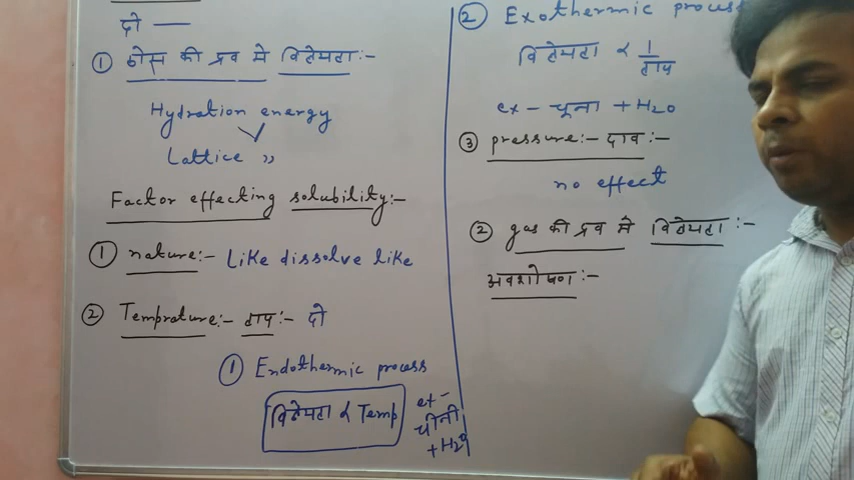 दो —
① ठोस की द्रव मे विलेयता:-
Hydration energy
Lattice "
Factor effecting solubility:-
① nature:- Like dissolve like
② Temprature:- ताप:- दो
① Endothermic process
विलेयता ∝ Temp
ex-
चीनी
+ H2O
② Exothermic process
विलेयता ∝ 1/ताप
ex - चूना + H2O
③ pressure:- दाब:-
no effect
② gas की द्रव मे विलेयता:-
अवशोषण:-